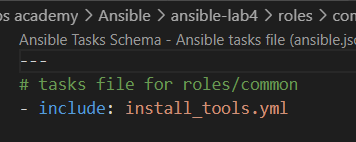 academy > Ansible > ansible-lab4 > roles >
Ansible Tasks Schema - Ansible tasks file (ansible.
---
# tasks file for roles/common
- include: install_tools.yml